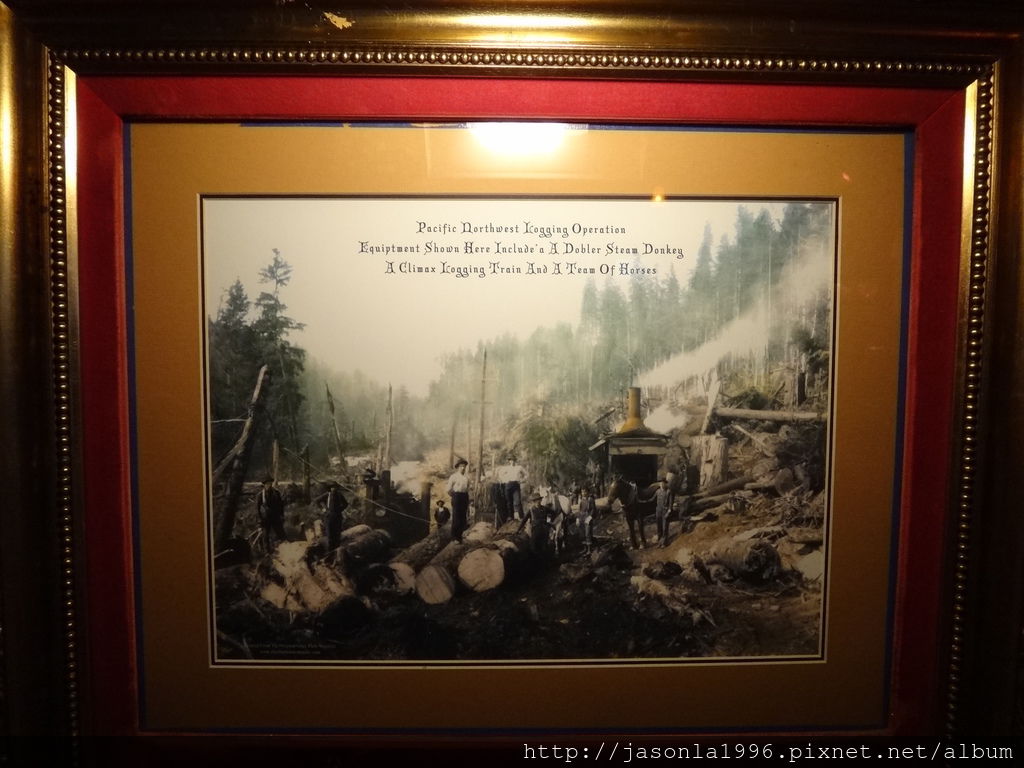 Pacific Northwest Logging Operation
Equiptment Shown Here Include'a A Dobler Steam Donkey
A Climax Logging Train And A Team Of Horses
http://jasonla1996.pixnet.net/album